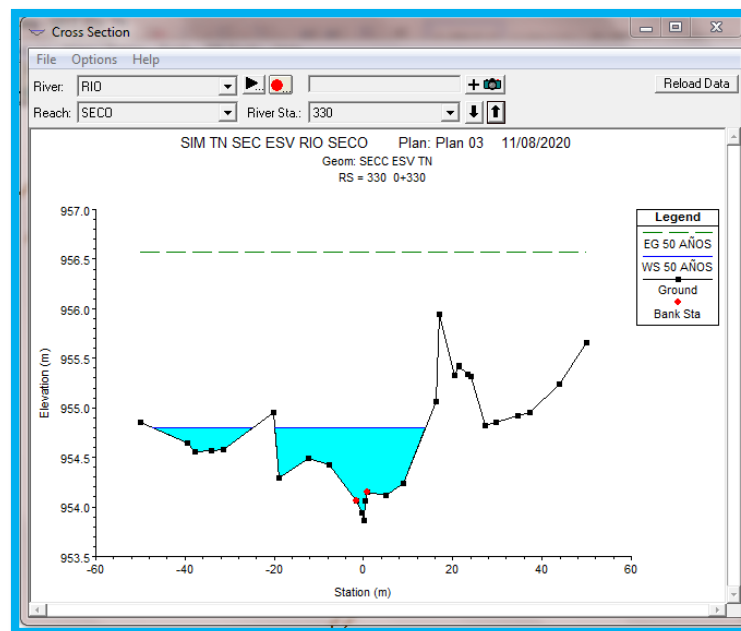 Cross Section
File Options Help
River: RIO
Reload Data
Reach: SECO River Sta.: 330
SIM TN SEC ESV RIO SECO Plan: Plan 03 11/08/2020
Geom: SECC ESV TN
RS = 330 0+330
Legend
EG 50 AÑOS
WS 50 AÑOS
Ground
Bank Sta
Elevation (m)
957.0
956.5
956.0
955.5
955.0
954.5
954.0
953.5
-60 -40 -20 0 20 40 60
Station (m)